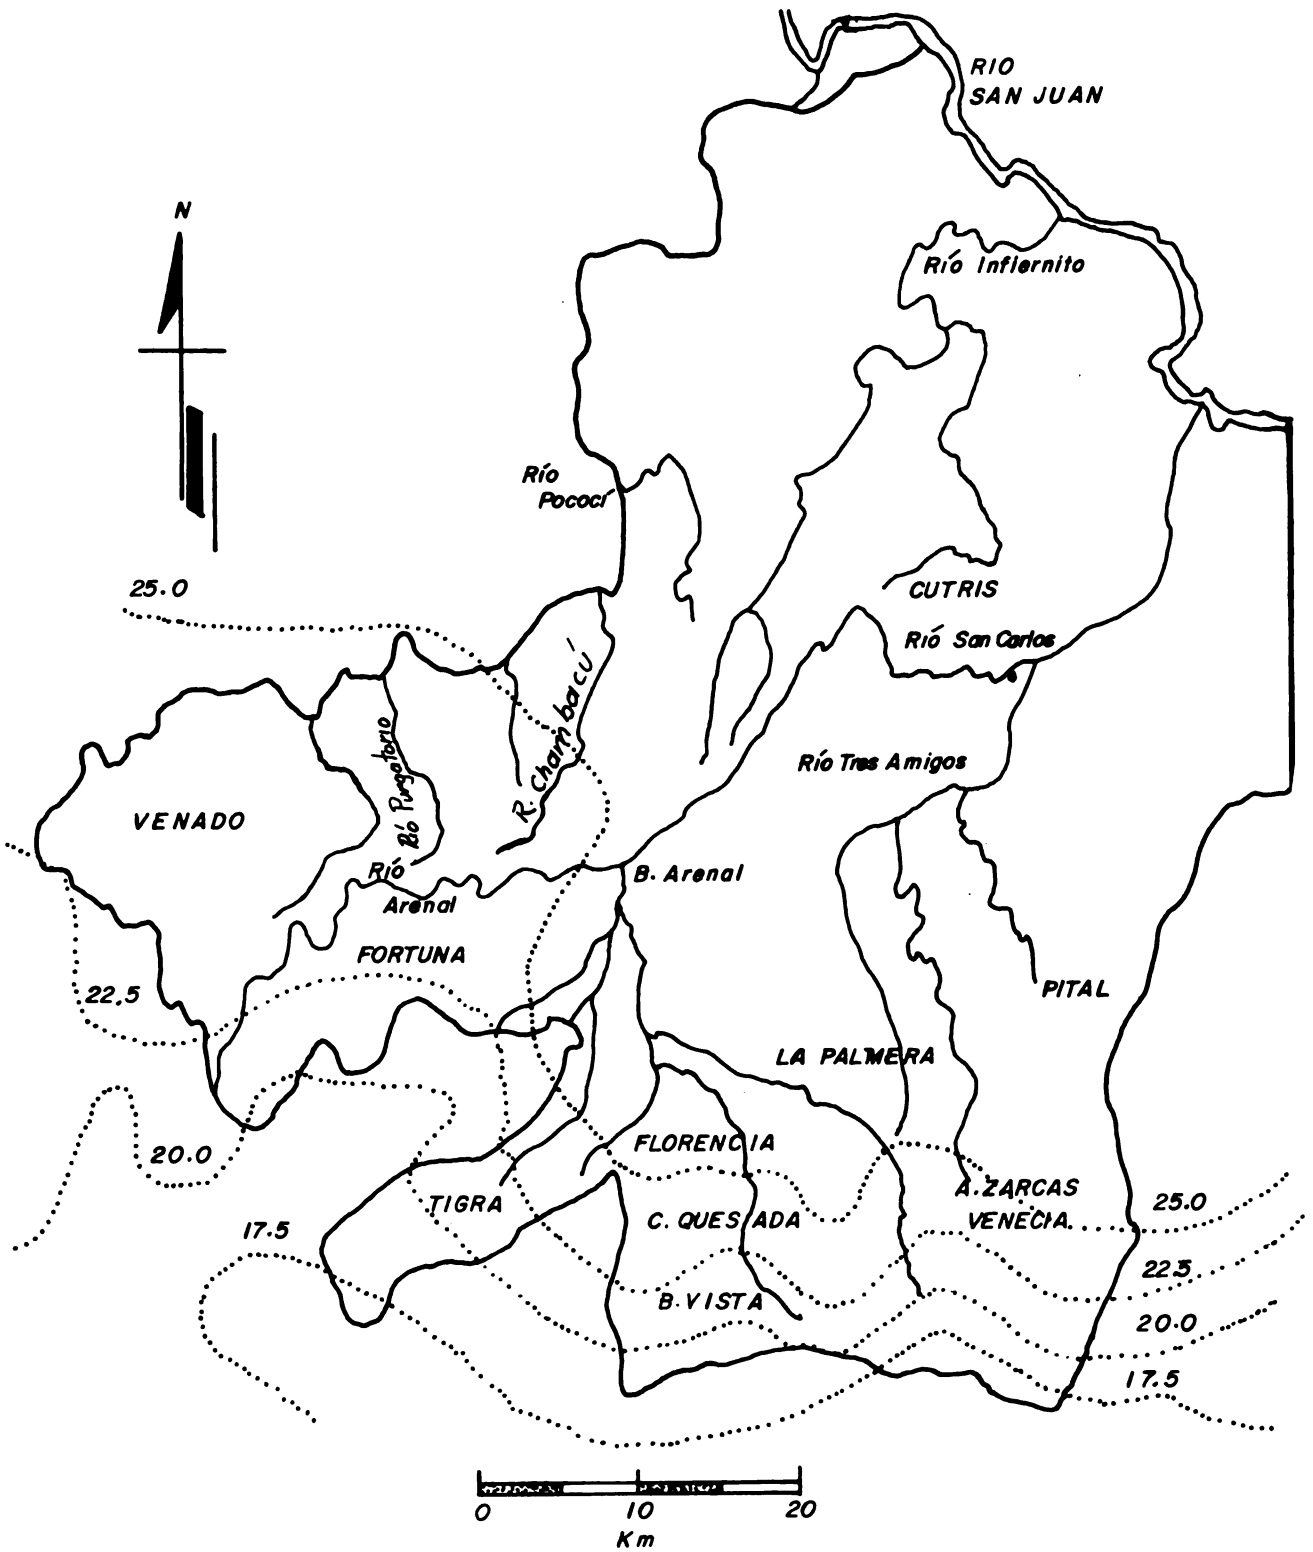 RIO
SAN JUAN
N
Río Infiernito
Río
Pococí
25.0
CUTRIS
Rió San Carlos
R. Chambacú
Río Purgatorio
Río Tres Amigos
VENADO
Río
Arenal
B. Arenal
FORTUNA
22.5
PITAL
LA PALMERA
20.0
FLORENCIA
TIGRA
A. ZARCAS
25.0
C. QUESADA
VENECIA
17.5
22.5
B. VISTA
20.0
17.5
0 10 20
Km